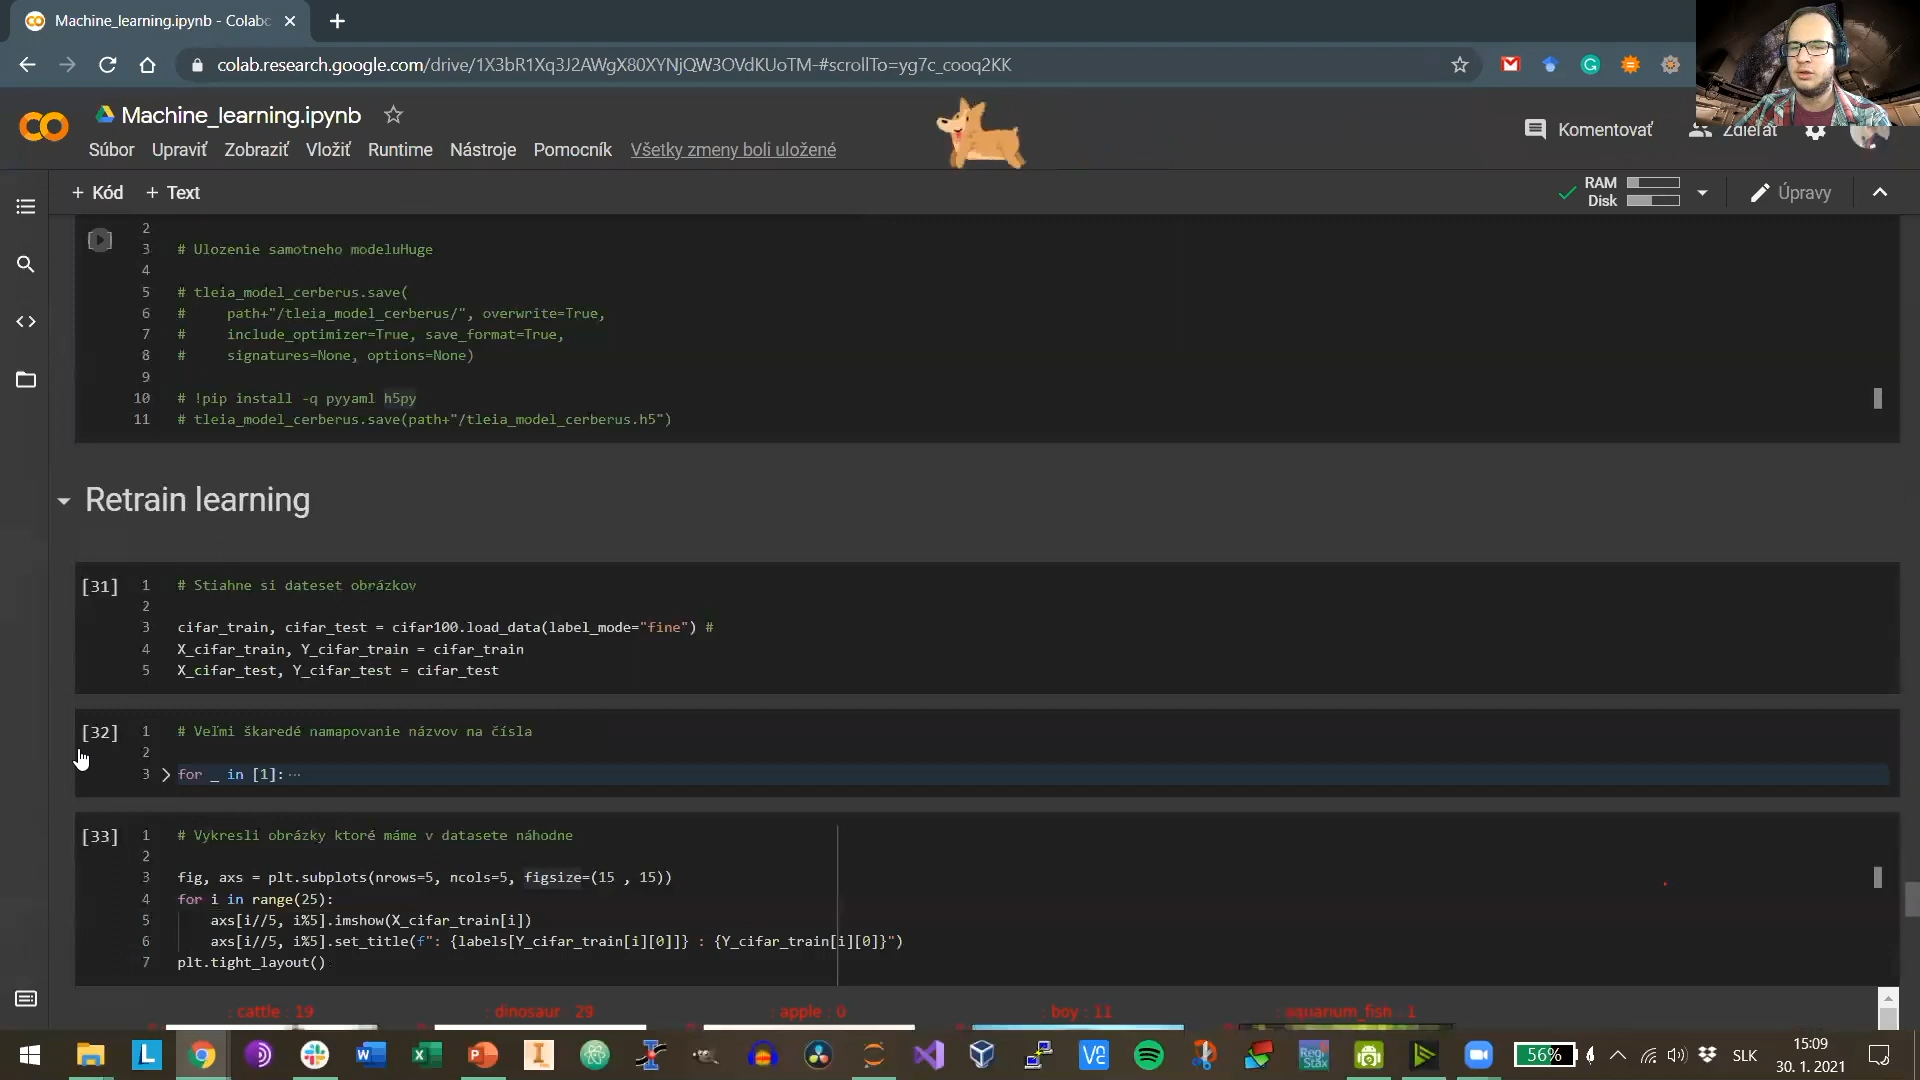 Machine_learning.ipynb - Colab
colab.research.google.com/drive/1X3bR1Xq3J2AWgX80XYNjQW3OVdKUoTM-#scrollTo=yg7c_cooq2KK
Machine_learning.ipynb
Komentovať
Zdieľať
Súbor Upraviť Zobraziť Vložiť Runtime Nástroje Pomocník Všetky zmeny boli uložené
+ Kód + Text
RAM
Disk
Úpravy
2
3 # Ulozenie samotneho modeluHuge
4
5 # tleia_model_cerberus.save(
6 # path+"/tleia_model_cerberus/", overwrite=True,
7 # include_optimizer=True, save_format=True,
8 # signatures=None, options=None)
9
10 # !pip install -q pyyaml h5py
11 # tleia_model_cerberus.save(path+"/tleia_model_cerberus.h5")
Retrain learning
[31] 1 # Stiahne si dateset obrázkov
2
3 cifar_train, cifar_test = cifar100.load_data(label_mode="fine") #
4 X_cifar_train, Y_cifar_train = cifar_train
5 X_cifar_test, Y_cifar_test = cifar_test
[32] 1 # Veľmi škaredé namapovanie názvov na čísla
2
3 for _ in [1]: ···
[33] 1 # Vykresli obrázky ktoré máme v datasete náhodne
2
3 fig, axs = plt.subplots(nrows=5, ncols=5, figsize=(15 , 15))
4 for i in range(25):
5 axs[i//5, i%5].imshow(X_cifar_train[i])
6 axs[i//5, i%5].set_title(f": {labels[Y_cifar_train[i][0]]} : {Y_cifar_train[i][0]}")
7 plt.tight_layout()
: cattle : 19 : dinosaur : 29 : apple : 0 : boy : 11 : aquarium_fish : 1
56%
SLK
15:09
30. 1. 2021